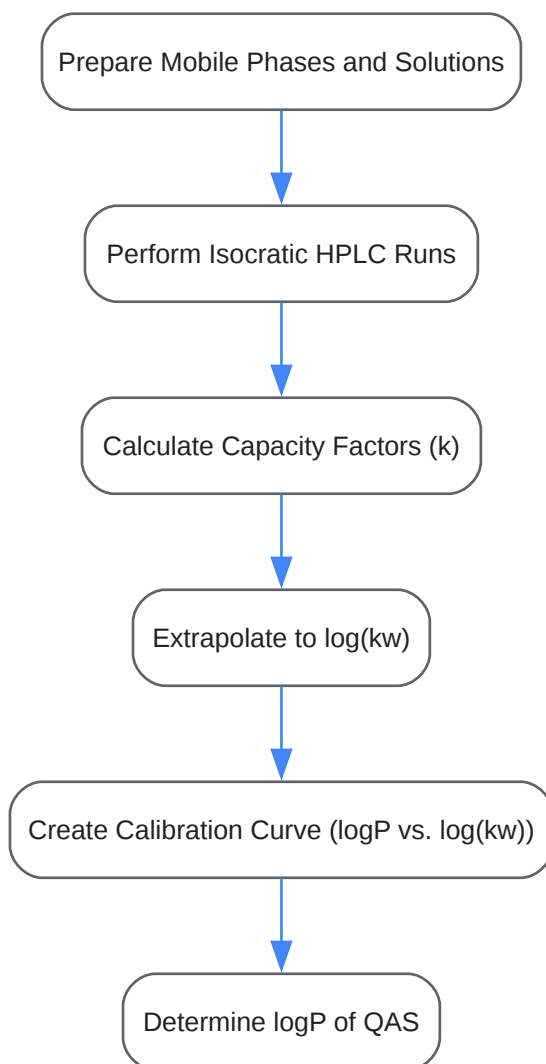 Prepare Mobile Phases and Solutions
Perform Isocratic HPLC Runs
Calculate Capacity Factors (k)
Extrapolate to log(kw)
Create Calibration Curve (logP vs. log(kw))
Determine logP of QAS